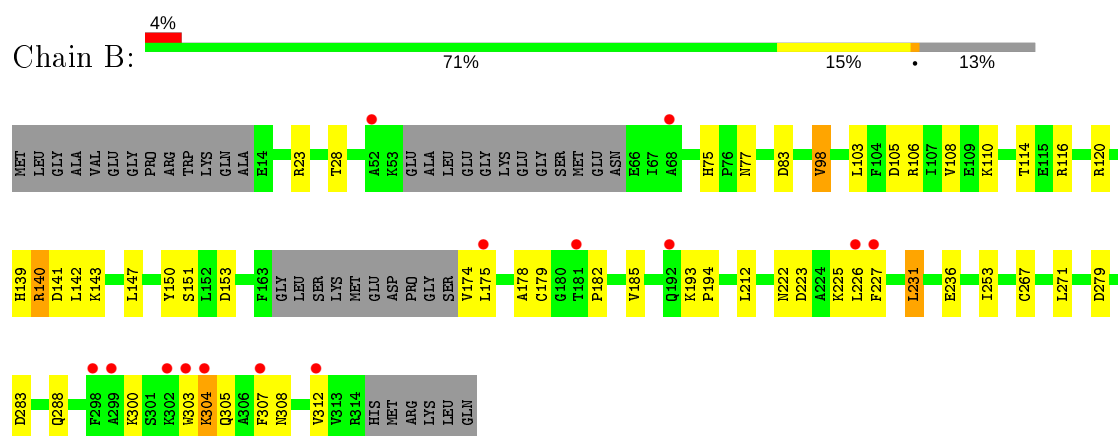 4%
Chain B:
71% 15% • 13%
MET LEU GLY ALA VAL GLU GLY PRO ARG TRP LYS GLN ALA E14 R23 T28 A52 K53 GLU ALA LEU GLU GLY LYS GLU GLY SER MET GLU ASN E66 I67 A68 H75 P76 N77 D83 V98 L103 F104 D105 R106 I107 V108 E109 K110 T114 E115 R116 R120
H139 R140 D141 L142 K143 L147 Y150 S151 L152 D153 F163 GLY LEU SER LYS MET GLU ASP PRO GLY SER V174 L175 A178 C179 G180 T181 P182 V185 Q192 K193 P194 L212 N222 D223 A224 K225 L226 F227 L231 E236 I253 C267 L271 D279
D283 Q288 F298 A299 K300 S301 K302 W303 K304 Q305 A306 F307 N308 V312 V313 R314 HIS MET ARG LYS LEU GLN